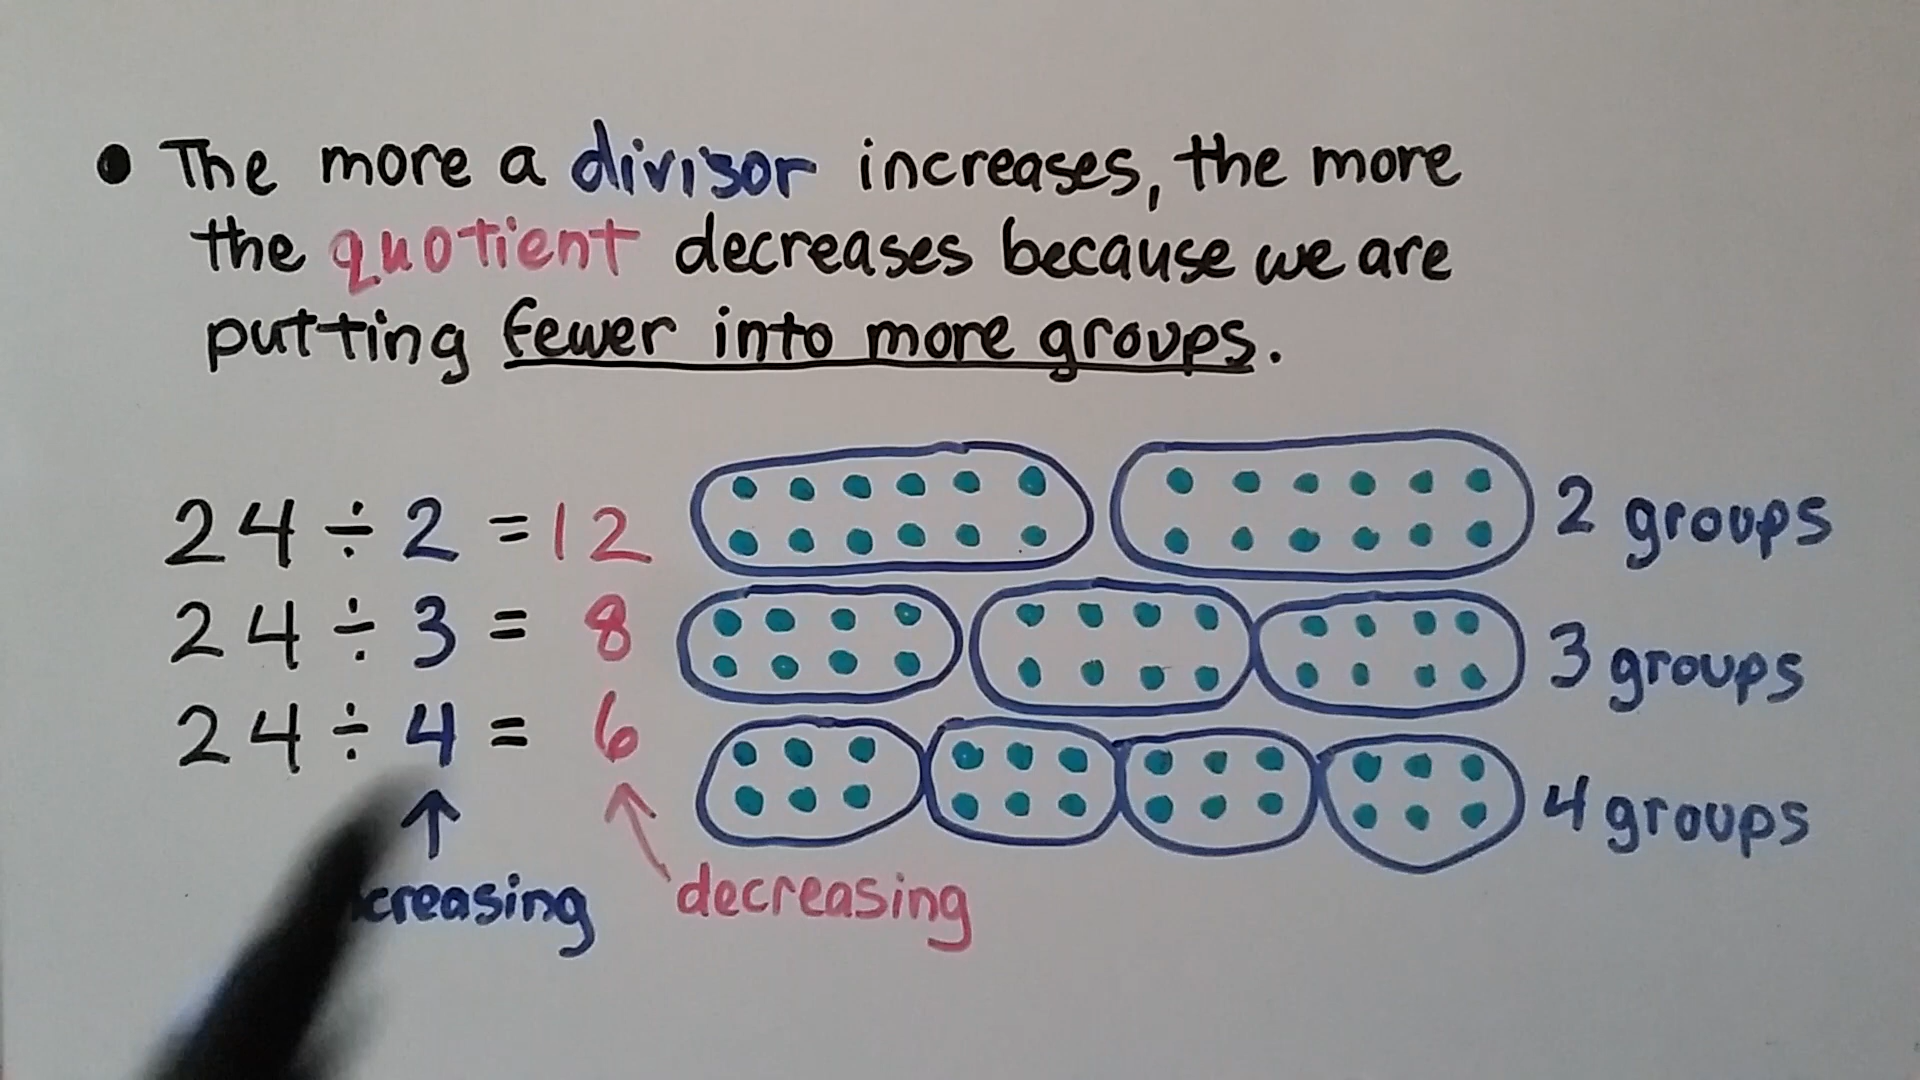 • The more a divisor increases, the more
the quotient decreases because we are
putting fewer into more groups.
24 ÷ 2 = 12 2 groups
24 ÷ 3 = 8 3 groups
24 ÷ 4 = 6 4 groups
creasing decreasing